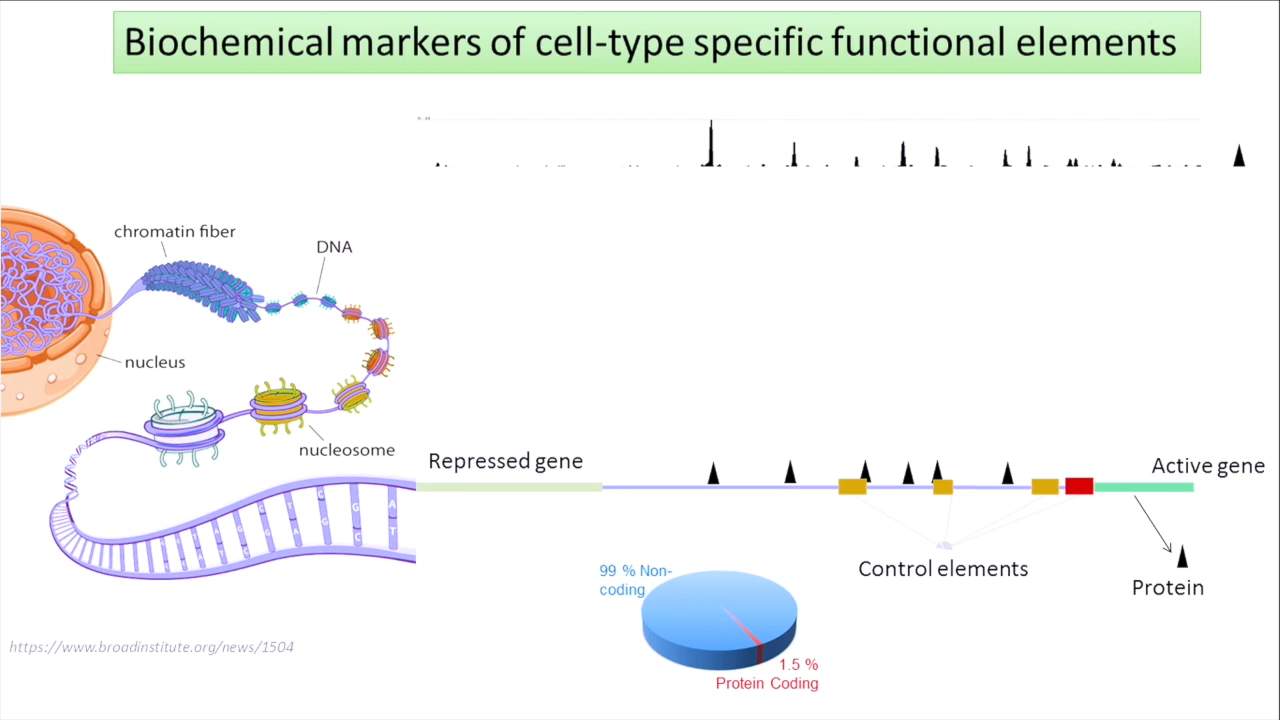 Biochemical markers of cell-type specific functional elements
chromatin fiber
DNA
nucleus
nucleosome
Repressed gene
Active gene
C
T
G
C
T
G
G
C
A
T
Control elements
Protein
99 % Non-
coding
1.5 %
Protein Coding
https://www.broadinstitute.org/news/1504